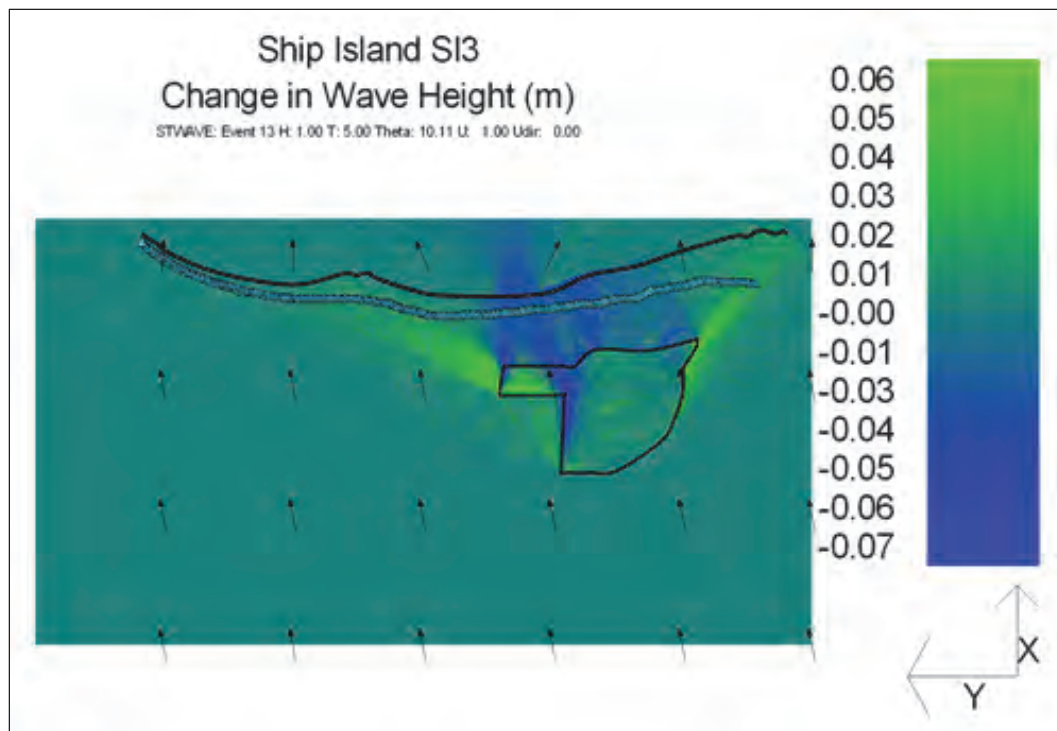 Ship Island SI3
Change in Wave Height (m)
STWAVE: Event 13 H: 1.00 T: 5.00 Theta: 10.11 U: 1.00 Udir: 0.00
0.06
0.05
0.04
0.03
0.02
0.01
-0.00
-0.01
-0.03
-0.04
-0.05
-0.06
-0.07
X
Y